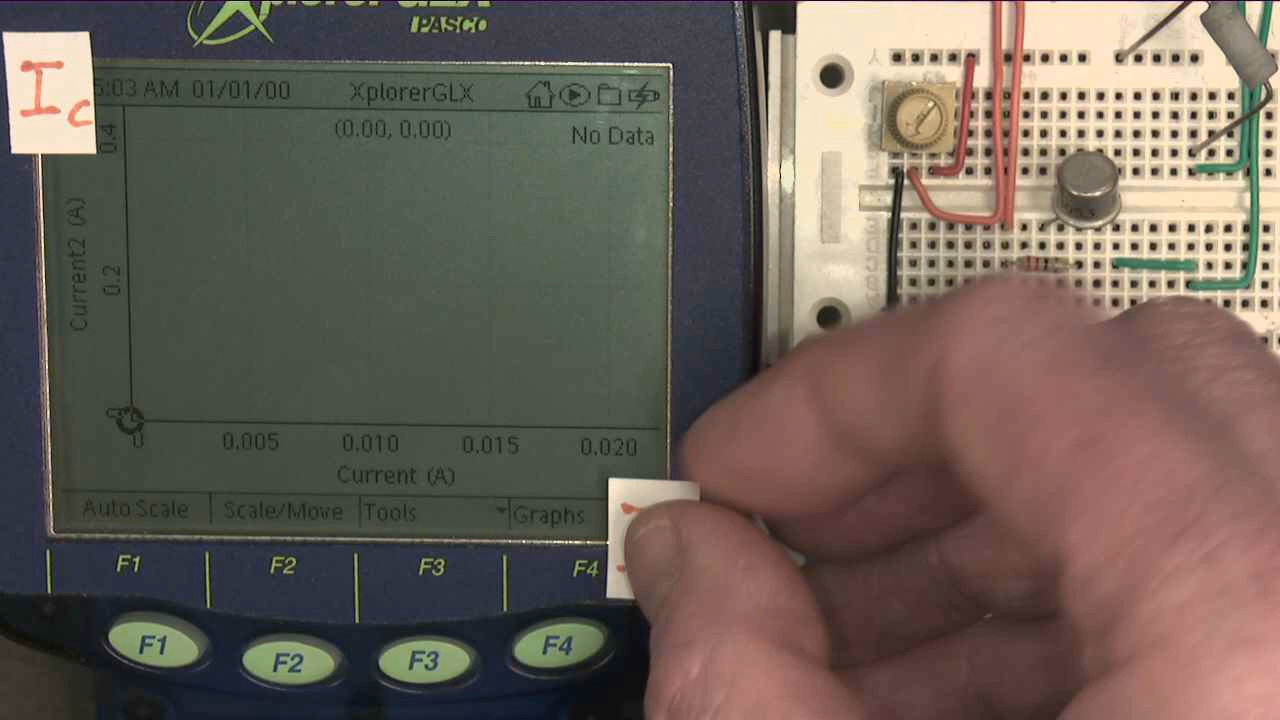 PASCO
Ic
5:03 AM 01/01/00 XplorerGLX
(0.00, 0.00) No Data
0.4
Current2 (A)
0.2
0
0 0.005 0.010 0.015 0.020
Current (A)
Auto Scale Scale/Move Tools Graphs
F1 F2 F3 F4
F1 F2 F3 F4